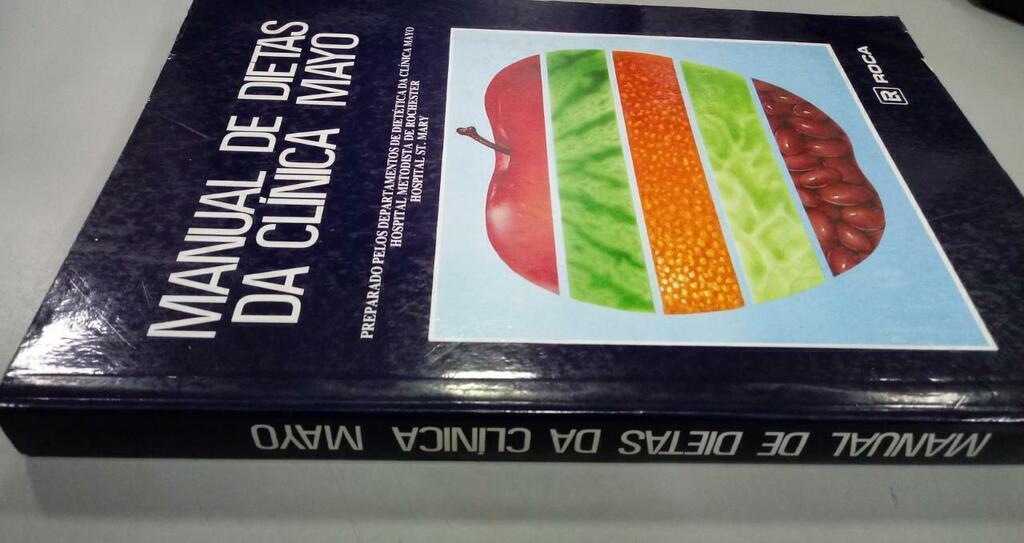 MANUAL DE DIETAS
DA CLÍNICA MAYO
PREPARADO PELOS DEPARTAMENTOS DE DIETÉTICA DA CLÍNICA MAYO
HOSPITAL METODISTA DE ROCHESTER
HOSPITAL ST. MARY
R ROCA
MANUAL DE DIETAS DA CLÍNICA MAYO